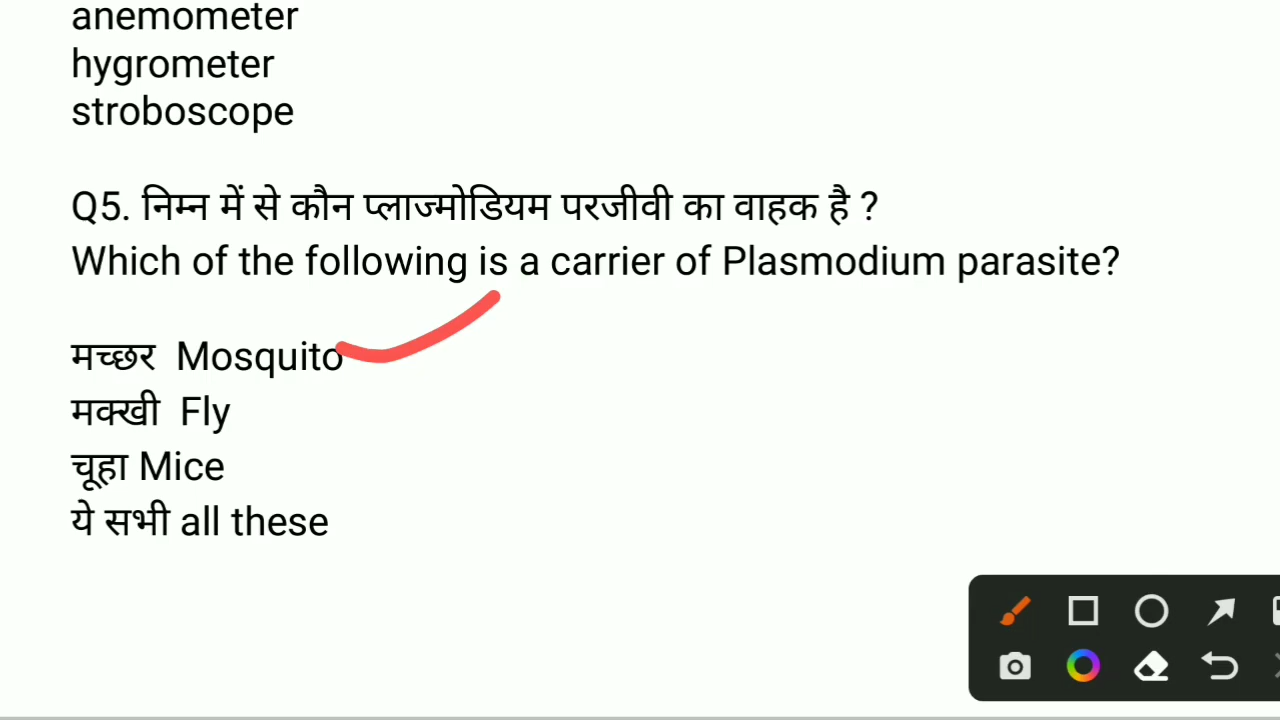 anemometer
hygrometer
stroboscope
Q5. निम्न में से कौन प्लाज्मोडियम परजीवी का वाहक है ?
Which of the following is a carrier of Plasmodium parasite?
मच्छर Mosquito
मक्खी Fly
चूहा Mice
ये सभी all these